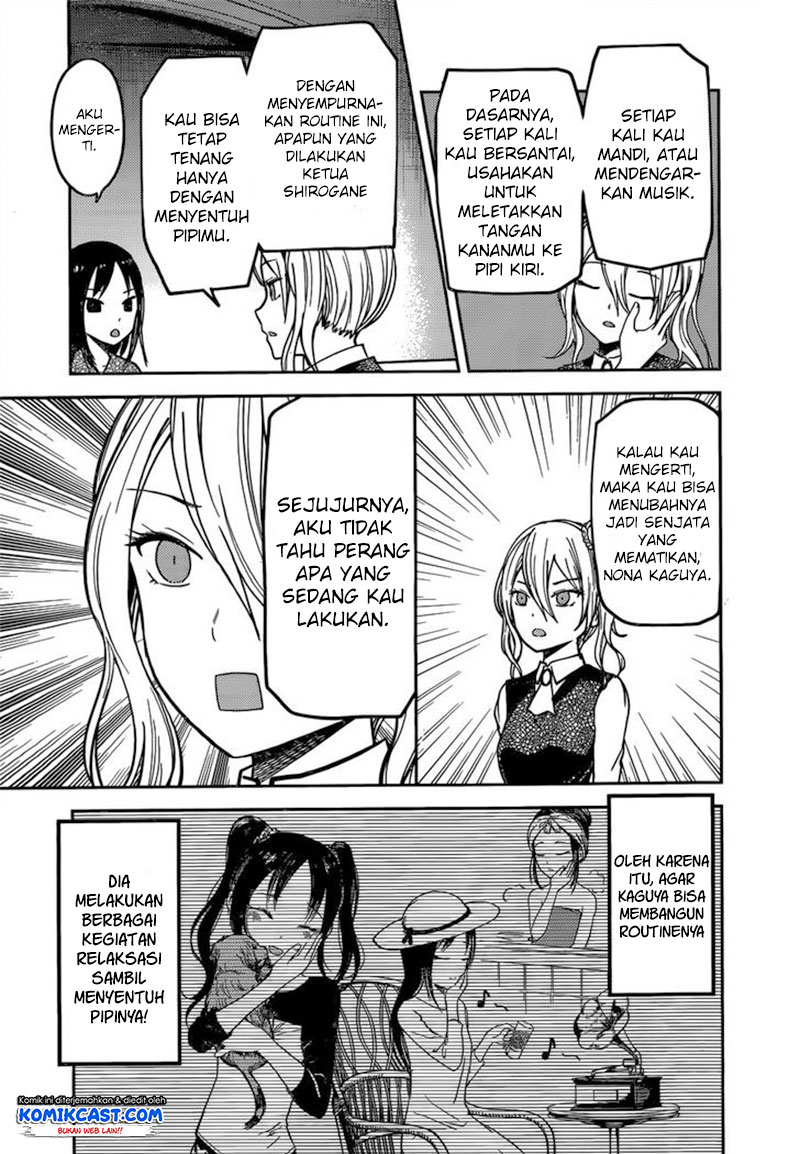 SETIAP
KALI KAU
MANDI, ATAU
MENDENGAR-
KAN MUSIK.
PADA
DASARNYA,
SETIAP KALI
KAU BERSANTAI,
USAHAKAN
UNTUK
MELETAKKAN
TANGAN
KANANMU KE
PIPI KIRI.
DENGAN
MENYEMPURNA-
KAN ROUTINE INI,
APAPUN YANG
DILAKUKAN
KETUA
SHIROGANE
KAU BISA
TETAP
TENANG
HANYA
DENGAN
MENYENTUH
PIPIMU.
AKU
MENGER-
TI.
KALAU KAU
MENGERTI,
MAKA KAU BISA
MENUBAHNYA
JADI SENJATA
YANG
MEMATIKAN,
NONA KAGUYA.
SEJUJURNYA,
AKU TIDAK
TAHU PERANG
APA YANG
SEDANG KAU
LAKUKAN.
OLEH KARENA
ITU, AGAR
KAGUYA BISA
MEMBANGUN
ROUTINENYA
DIA
MELAKUKAN
BERBAGAI
KEGIATAN
RELAKSASI
SAMBIL
MENYENTUH
PIPINYA!
Komik ini diterjemahkan & diedit oleh
KOMIKCAST.COM
BUKAN WEB LAIN!!